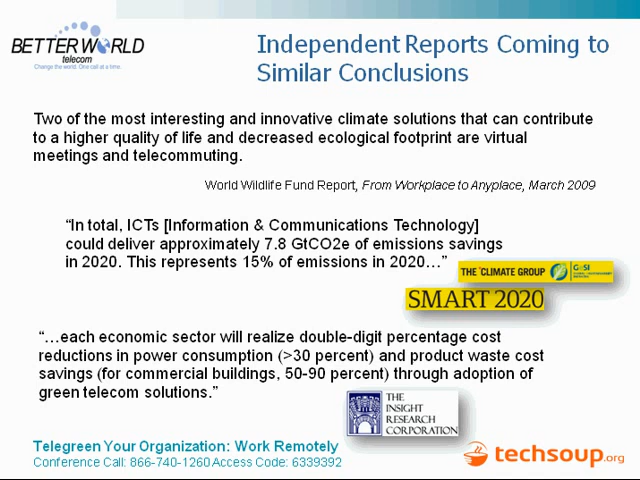 BETTER WORLD
telecom
Change the world. One call at a time.
Independent Reports Coming to
Similar Conclusions
Two of the most interesting and innovative climate solutions that can contribute
to a higher quality of life and decreased ecological footprint are virtual
meetings and telecommuting.
World Wildlife Fund Report, From Workplace to Anyplace, March 2009
“In total, ICTs [Information & Communications Technology]
could deliver approximately 7.8 GtCO2e of emissions savings
in 2020. This represents 15% of emissions in 2020…”
THE °CLIMATE GROUP
GeSI
SMART 2020
“…each economic sector will realize double-digit percentage cost
reductions in power consumption (>30 percent) and product waste cost
savings (for commercial buildings, 50-90 percent) through adoption of
green telecom solutions.”
THE
INSIGHT
RESEARCH
CORPORATION
Telegreen Your Organization: Work Remotely
Conference Call: 866-740-1260 Access Code: 6339392
techsoup.org